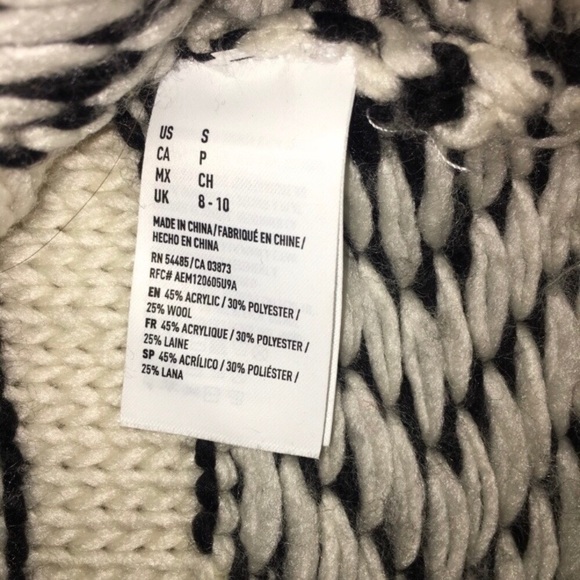 US S
CA P
MX CH
UK 8 - 10
MADE IN CHINA/FABRIQUÉ EN CHINE/
HECHO EN CHINA
RN 54485/CA 03873
RFC# AEM120605U9A
EN 45% ACRYLIC / 30% POLYESTER /
25% WOOL
FR 45% ACRYLIQUE / 30% POLYESTER /
25% LAINE
SP 45% ACRÍLICO / 30% POLIÉSTER /
25% LANA